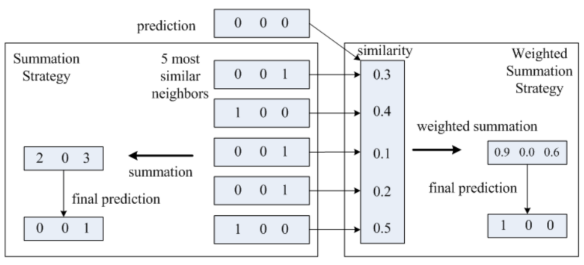 prediction
0 0 0
Summation
Strategy
5 most
similar
neighbors
0 0 1
1 0 0
0 0 1
0 0 1
1 0 0
summation
2 0 3
final prediction
0 0 1
similarity
0.3
0.4
0.1
0.2
0.5
Weighted
Summation
Strategy
weighted summation
0.9 0.0 0.6
final prediction
1 0 0